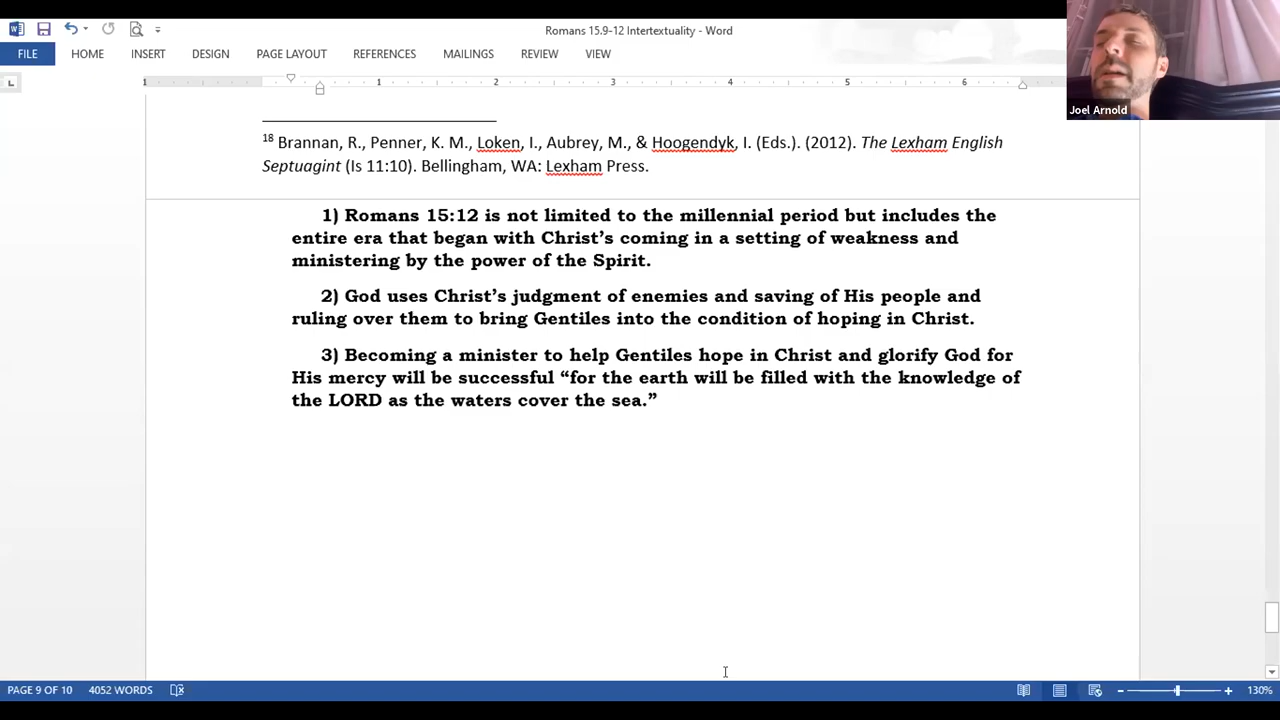 Romans 15.9-12 Intertextuality - Word
FILE HOME INSERT DESIGN PAGE LAYOUT REFERENCES MAILINGS REVIEW VIEW
Joel Arnold
1 1 2 3 4 5 6
18 Brannan, R., Penner, K. M., Loken, I., Aubrey, M., & Hoogendyk, I. (Eds.). (2012). The Lexham English
Septuagint (Is 11:10). Bellingham, WA: Lexham Press.
1) Romans 15:12 is not limited to the millennial period but includes the
entire era that began with Christ’s coming in a setting of weakness and
ministering by the power of the Spirit.
2) God uses Christ’s judgment of enemies and saving of His people and
ruling over them to bring Gentiles into the condition of hoping in Christ.
3) Becoming a minister to help Gentiles hope in Christ and glorify God for
His mercy will be successful “for the earth will be filled with the knowledge of
the LORD as the waters cover the sea.”
PAGE 9 OF 10 4052 WORDS 130%